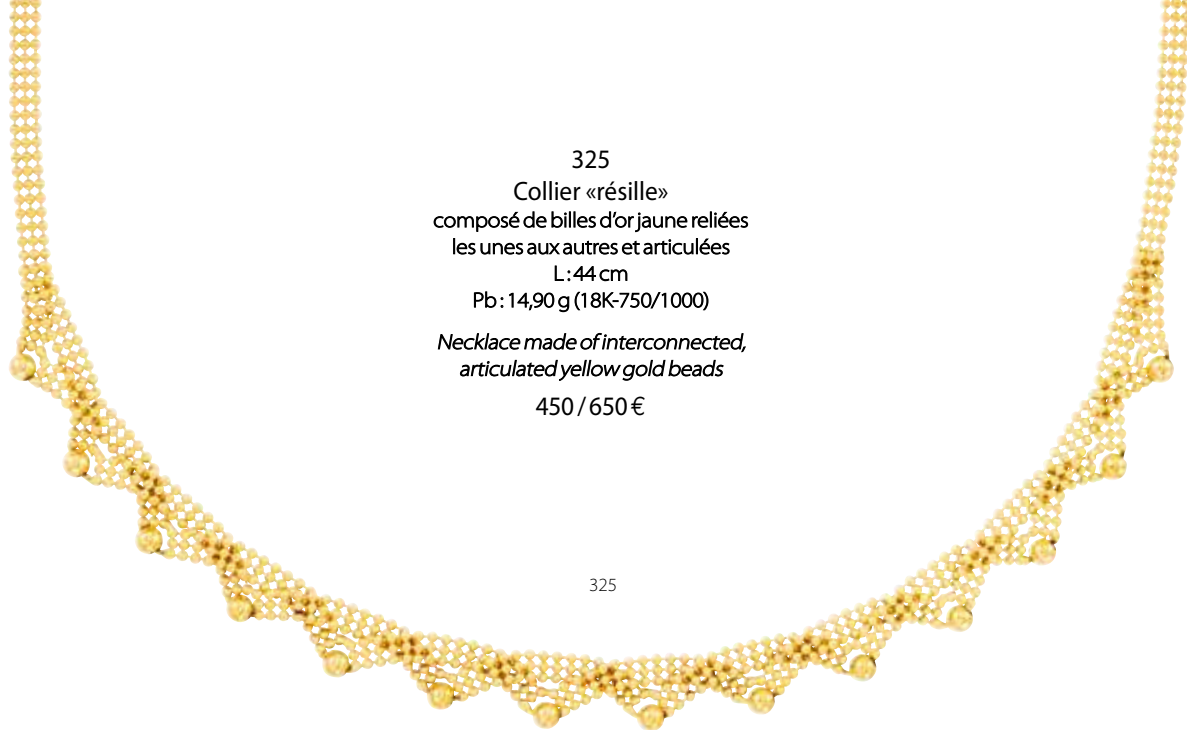 325
Collier «résille»
composé de billes d'or jaune reliées
les unes aux autres et articulées
L : 44 cm
Pb : 14,90 g (18K-750/1000)
Necklace made of interconnected,
articulated yellow gold beads
450 / 650 €
325